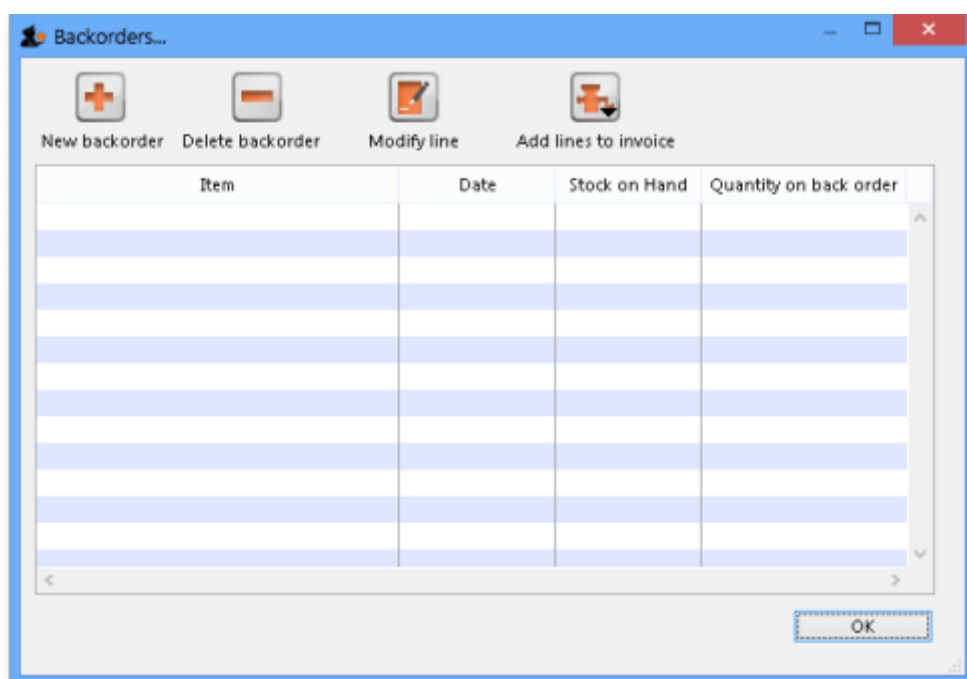 Backorders...
New backorder Delete backorder Modify line Add lines to invoice
Item Date Stock on Hand Quantity on back order
OK